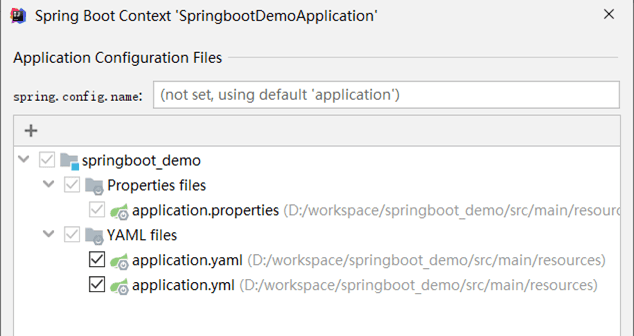 Spring Boot Context 'SpringbootDemoApplication'
Application Configuration Files
spring.config.name: (not set, using default 'application')
springboot_demo
Properties files
application.properties (D:/workspace/springboot_demo/src/main/resourc
YAML files
application.yaml (D:/workspace/springboot_demo/src/main/resources)
application.yml (D:/workspace/springboot_demo/src/main/resources)